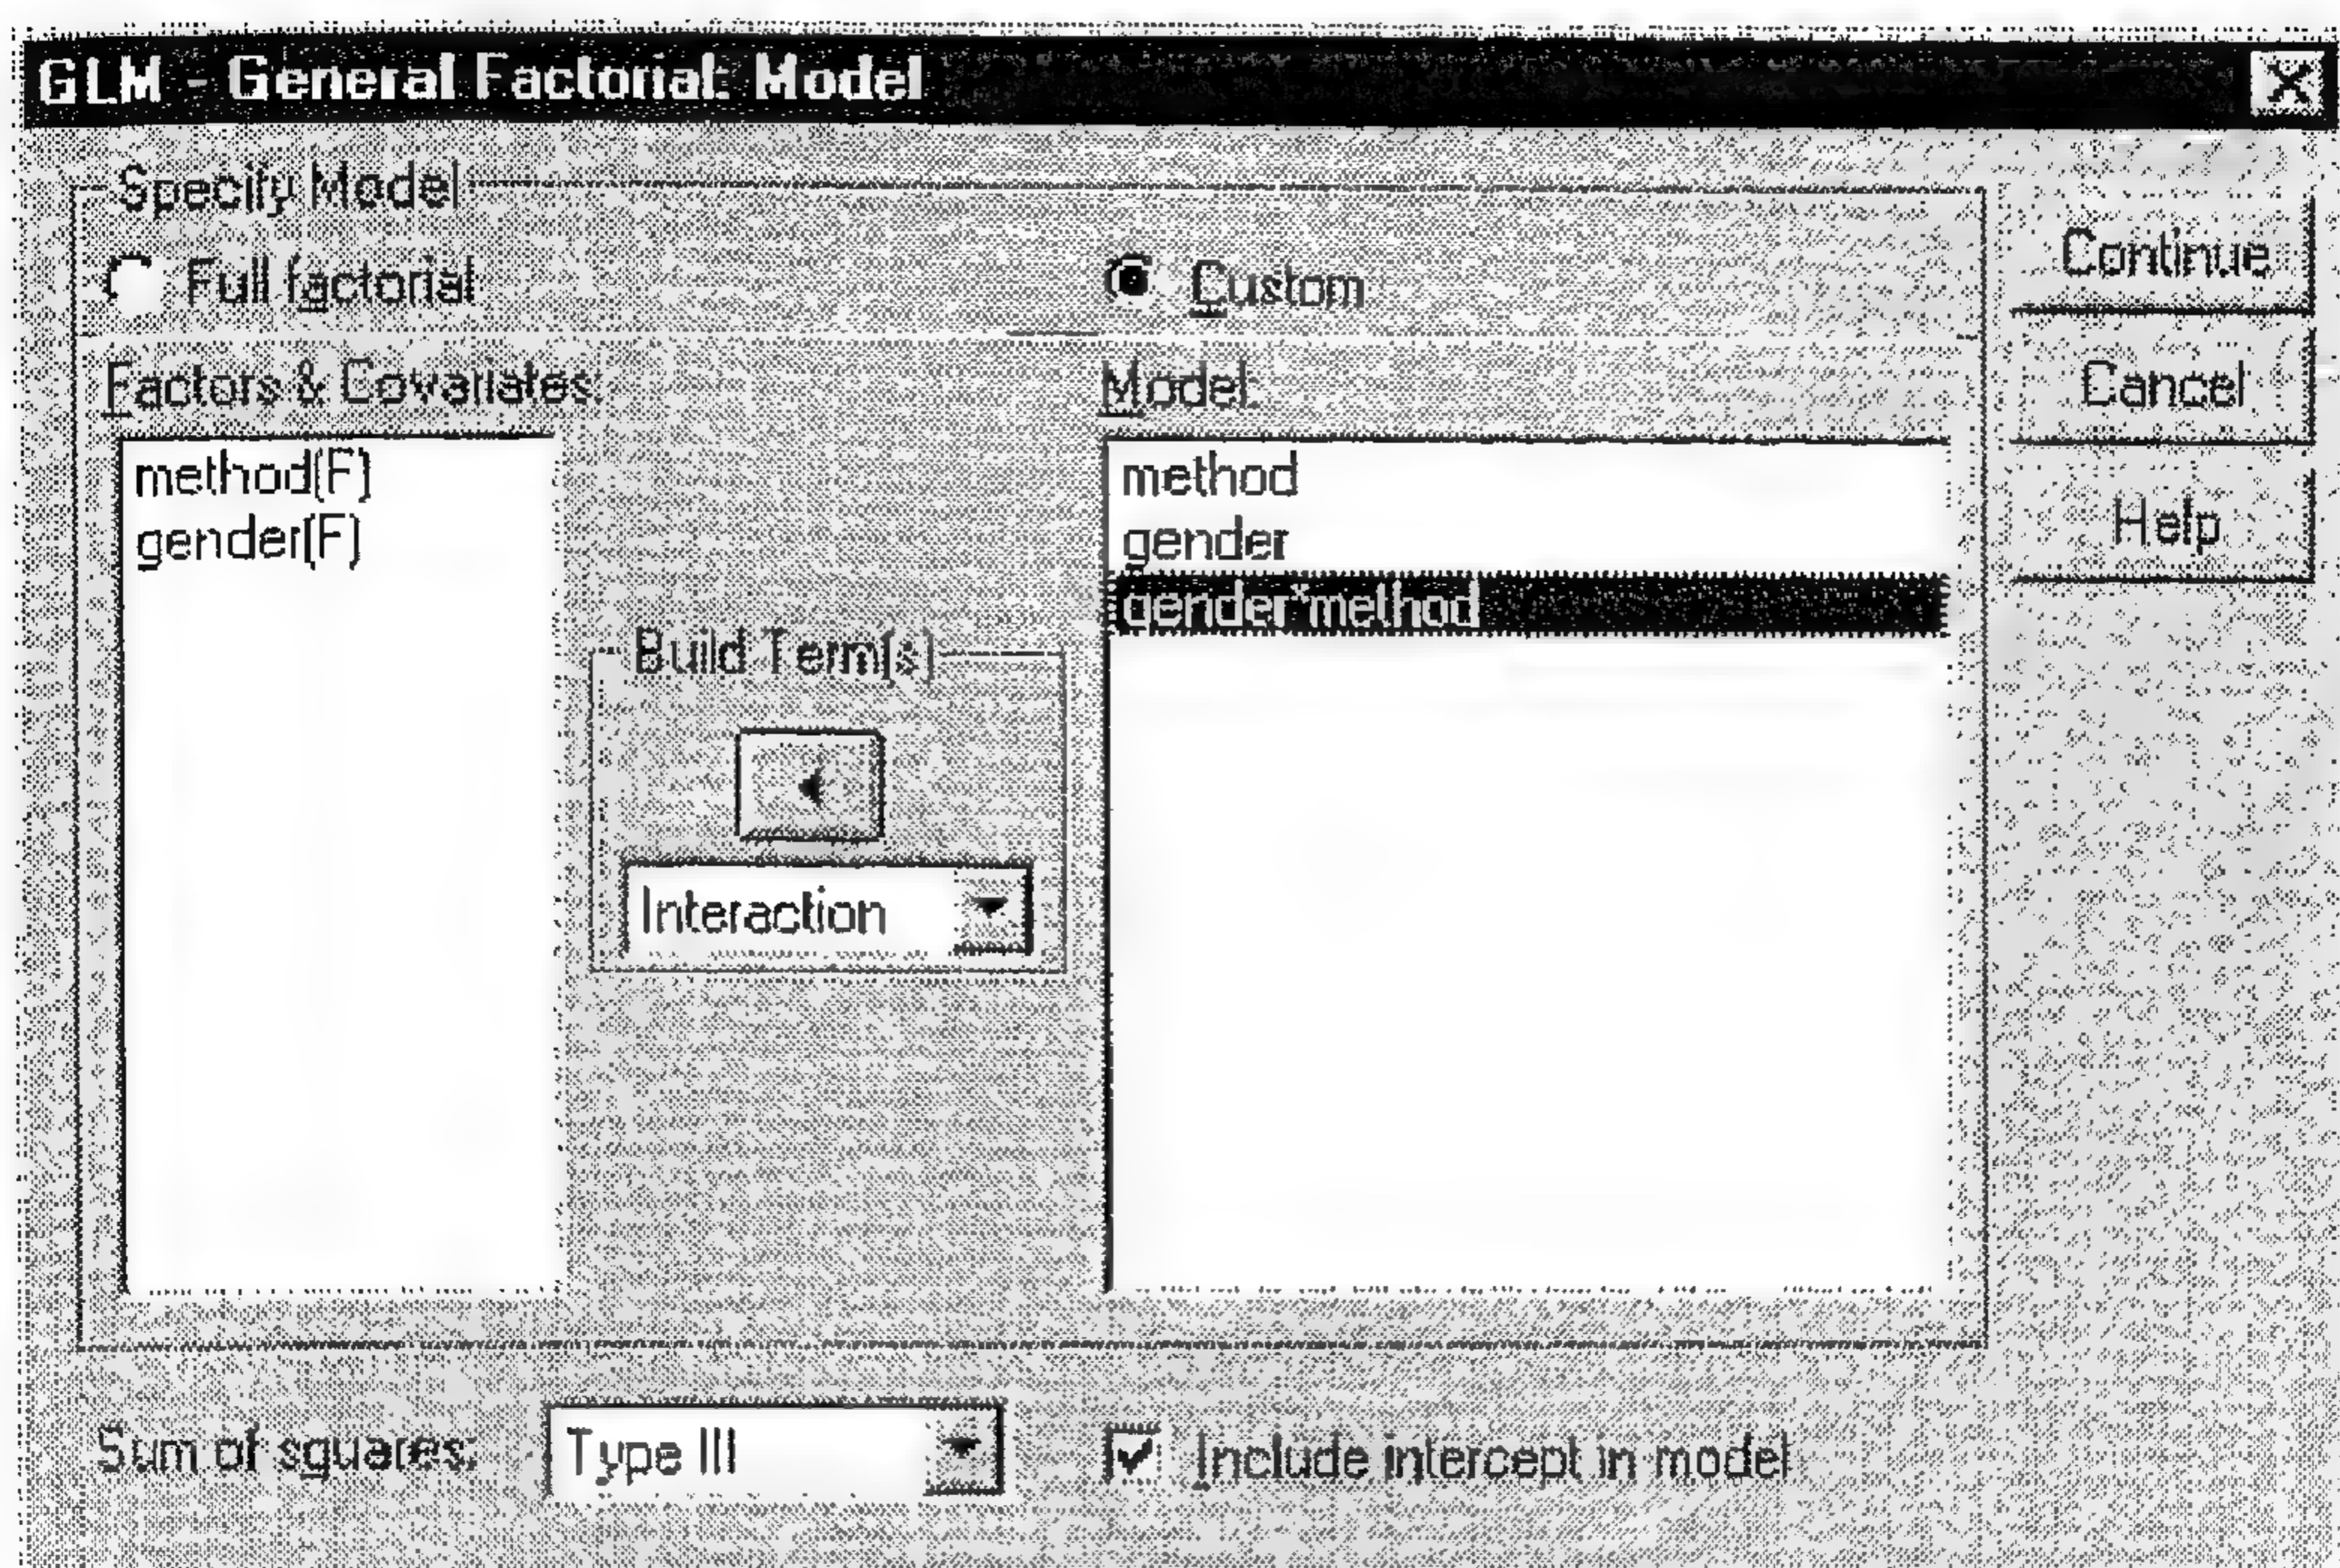 GLM - General Factorial: Model
Specify Model
Full factorial
Custom
Continue
Factors & Covariates:
Model:
Cancel
method(F)
gender(F)
method
gender
gender*method
Help
Build Term(s)
Interaction
Sum of squares:
Type III
Include intercept in model